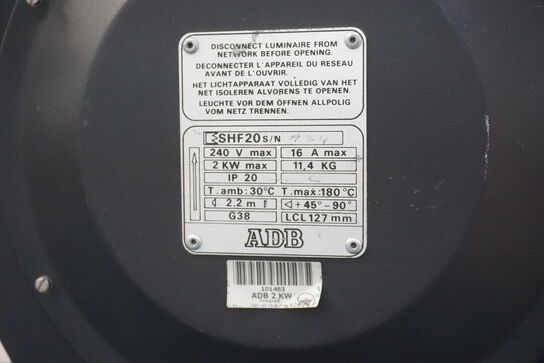 DISCONNECT LUMINAIRE FROM
NETWORK BEFORE OPENING.
DECONNECTER L'APPAREIL DU RESEAU
AVANT DE L'OUVRIR.
HET LICHTAPPARAAT VOLLEDIG VAN HET
NET ISOLEREN ALVORENS TE OPENEN.
LEUCHTE VOR DEM ÖFFNEN ALLPOLIG
VOM NETZ TRENNEN.
SHF20 S/N
240 V max 16 A max
2 KW max 11,4 KG
IP 20 C
T.amb: 30°C T.max: 180°C
2.2 m +45°-90°
G38 LCL 127 mm
ADB
101463
ADB 2 KW